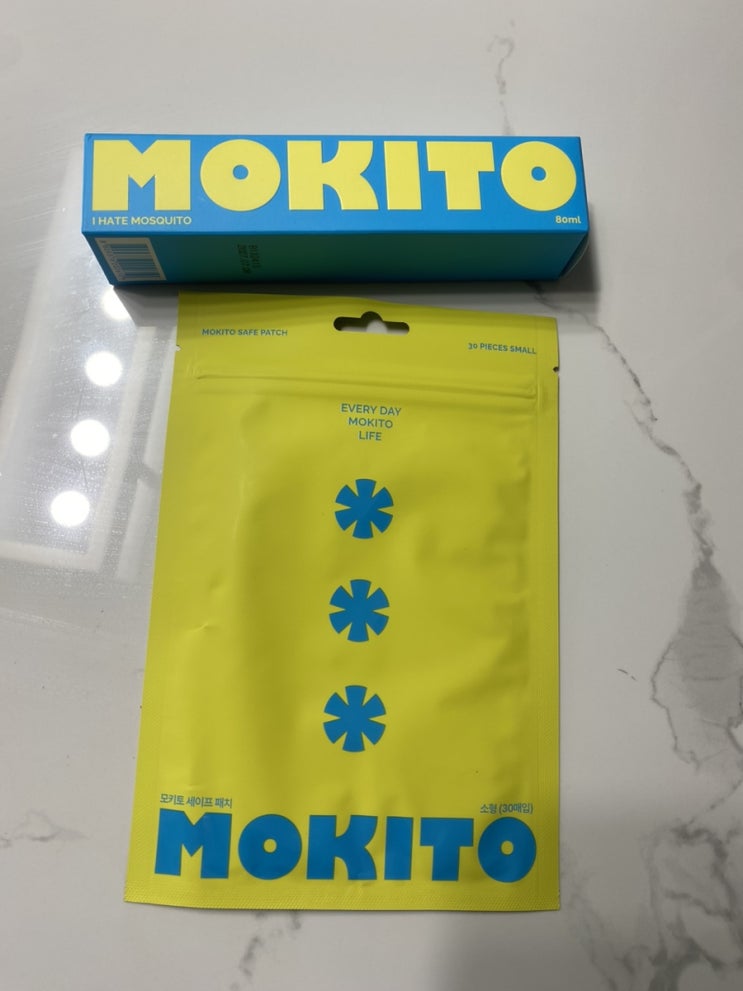 MOKITO
I HATE MOSQUITO
80ml
MOKITO SAFE PATCH
30 PIECES SMALL
EVERY DAY
MOKITO
LIFE
모키토 세이프 패치
소형 (30매입)
MOKITO